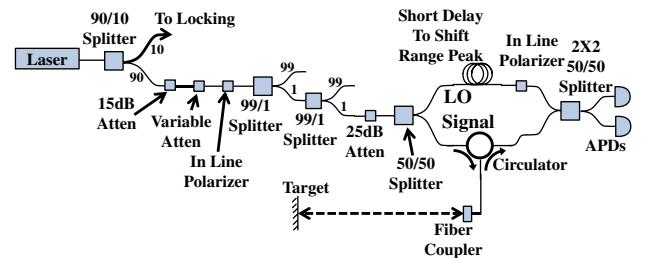 Laser
90/10
Splitter
To Locking
10
90
15dB
Atten
Variable
Atten
In Line
Polarizer
99
1
99/1
Splitter
99
1
99/1
Splitter
25dB
Atten
50/50
Splitter
Short Delay
To Shift
Range Peak
LO
Signal
In Line
Polarizer
2X2
50/50
Splitter
APDs
Circulator
Target
Fiber
Coupler